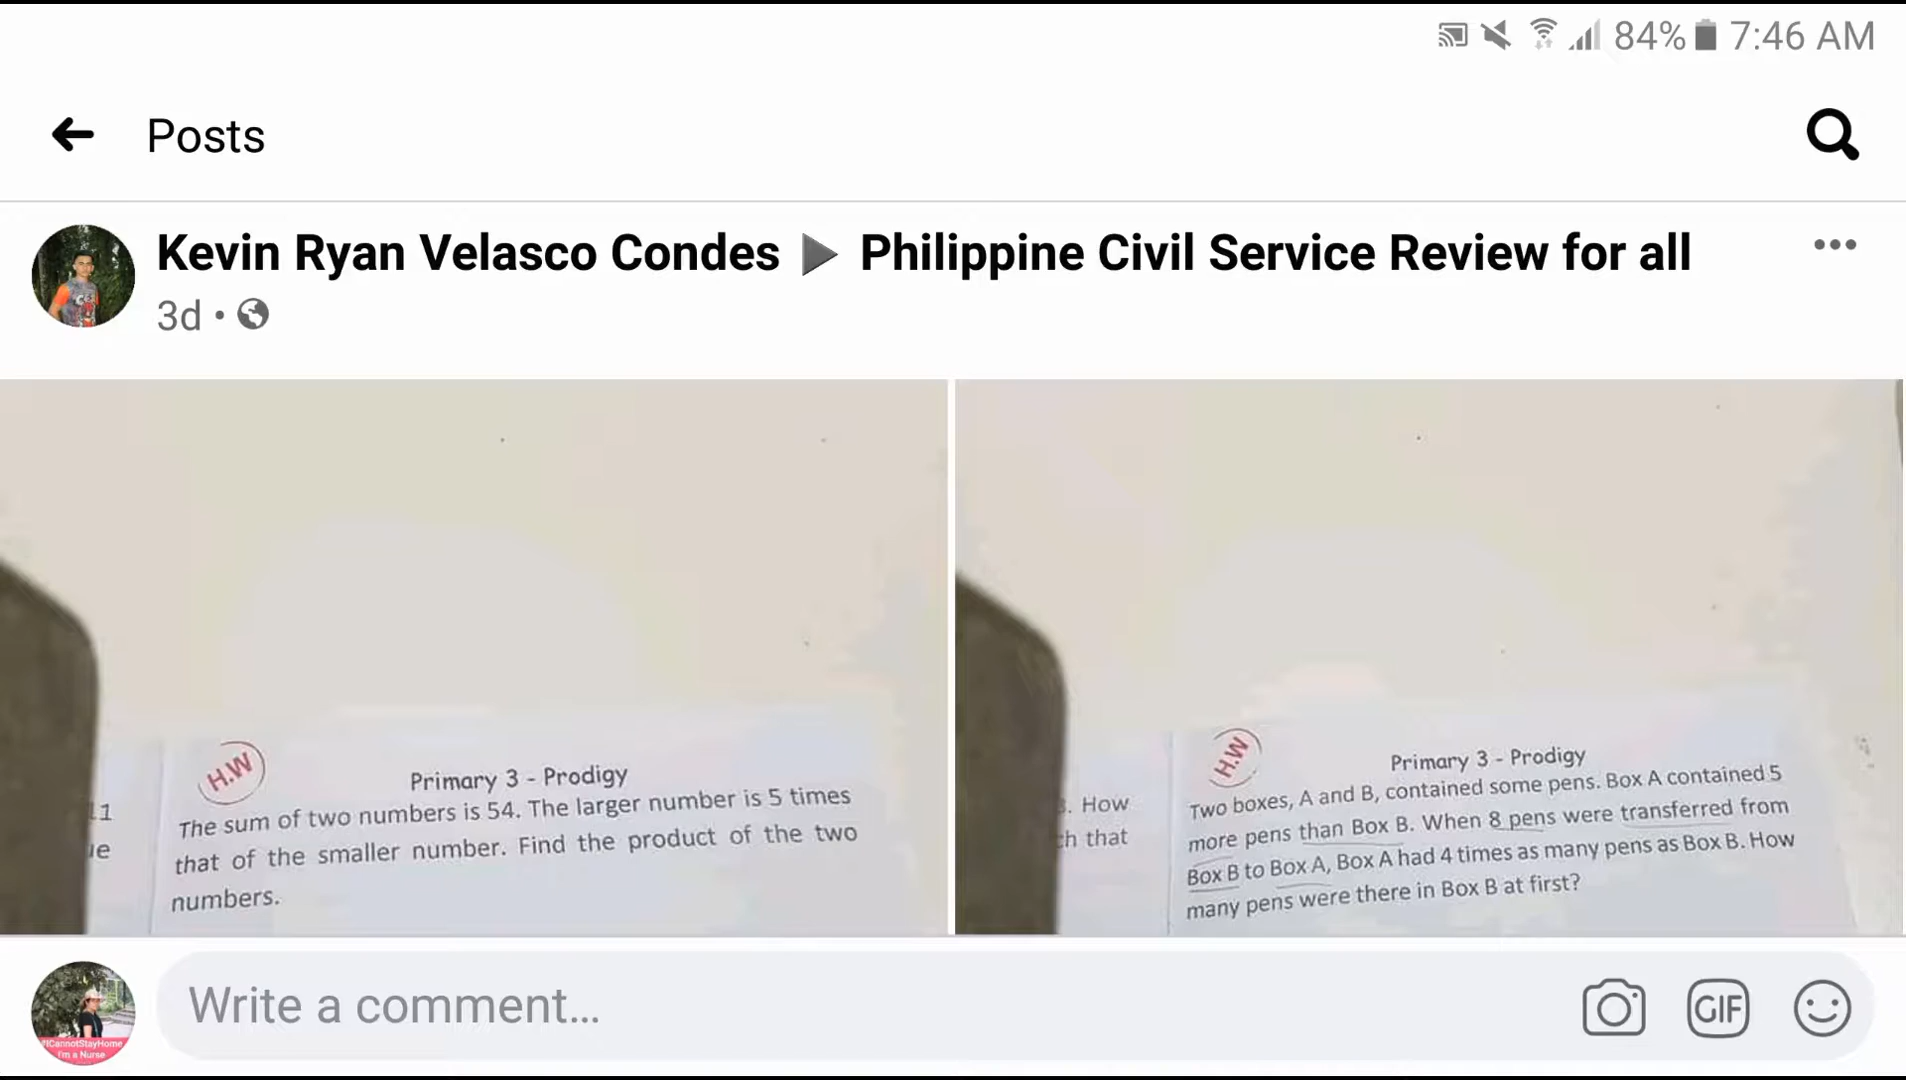 84% 7:46 AM
Posts
Kevin Ryan Velasco Condes ▶ Philippine Civil Service Review for all
3d •
H.W
Primary 3 - Prodigy
The sum of two numbers is 54. The larger number is 5 times
that of the smaller number. Find the product of the two
numbers.
How
that
H.W
Primary 3 - Prodigy
Two boxes, A and B, contained some pens. Box A contained 5
more pens than Box B. When 8 pens were transferred from
Box B to Box A, Box A had 4 times as many pens as Box B. How
many pens were there in Box B at first?
Write a comment...
GIF
#ICannotStayHome
I'm a Nurse